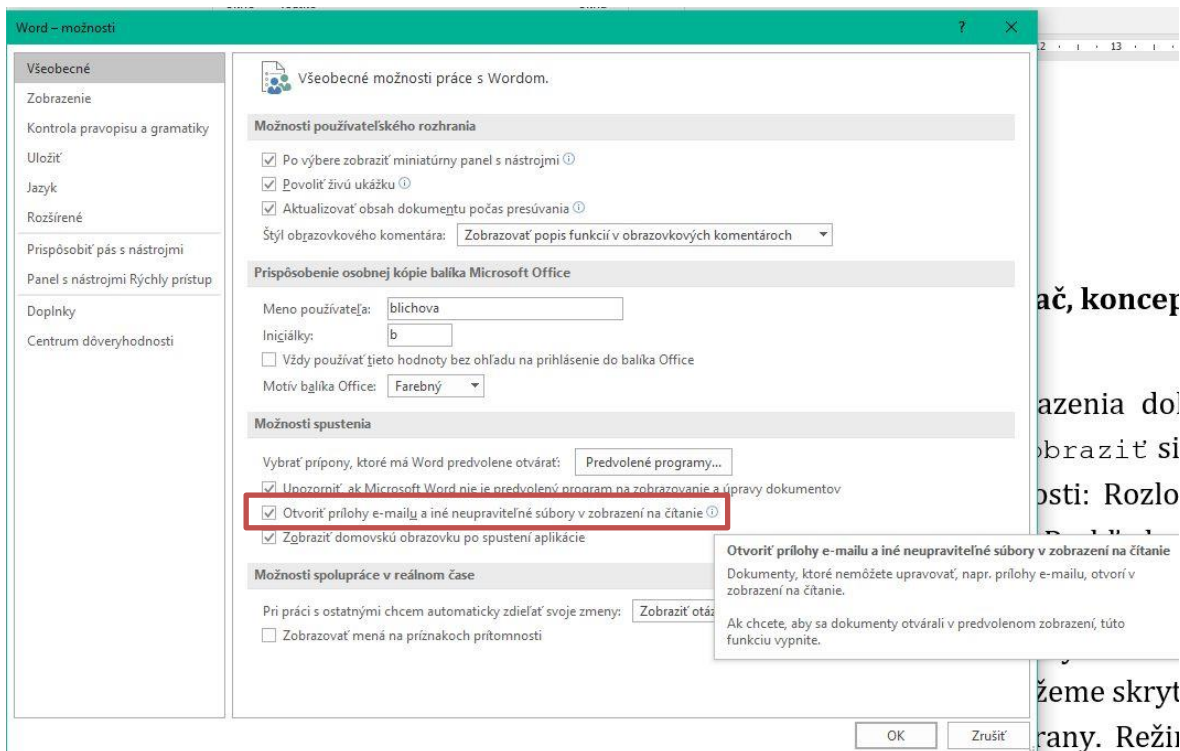 Word – možnosti ? ×
Všeobecné
Zobrazenie
Kontrola pravopisu a gramatiky
Uložiť
Jazyk
Rozšírené
Prispôsobiť pás s nástrojmi
Panel s nástrojmi Rýchly prístup
Doplnky
Centrum dôveryhodnosti
Všeobecné možnosti práce s Wordom.
Možnosti používateľského rozhrania
Po výbere zobraziť miniatúrny panel s nástrojmi
Povoliť živú ukážku
Aktualizovať obsah dokumentu počas presúvania
Štýl obrazovkového komentára: Zobrazovať popis funkcií v obrazovkových komentároch
Prispôsobenie osobnej kópie balíka Microsoft Office
Meno používateľa: blichova
Iniciálky: b
Vždy používať tieto hodnoty bez ohľadu na prihlásenie do balíka Office
Motív balíka Office: Farebný
Možnosti spustenia
Vybrať prípony, ktoré má Word predvolene otvárať: Predvolené programy...
Upozorniť, ak Microsoft Word nie je predvolený program na zobrazovanie a úpravy dokumentov
Otvoriť prílohy e-mailu a iné neupraviteľné súbory v zobrazení na čítanie
Zobraziť domovskú obrazovku po spustení aplikácie
Možnosti spolupráce v reálnom čase
Pri práci s ostatnými chcem automaticky zdieľať svoje zmeny: Zobraziť otáz
Zobrazovať mená na príznakoch prítomnosti
Otvoriť prílohy e-mailu a iné neupraviteľné súbory v zobrazení na čítanie
Dokumenty, ktoré nemôžete upravovať, napr. prílohy e-mailu, otvorí v
zobrazení na čítanie.
Ak chcete, aby sa dokumenty otvárali v predvolenom zobrazení, túto
funkciu vypnite.
OK Zrušiť
12 13
ač, koncep
azenia dol
obraziť si
osti: Rozlo
žeme skryť
rany. Reži